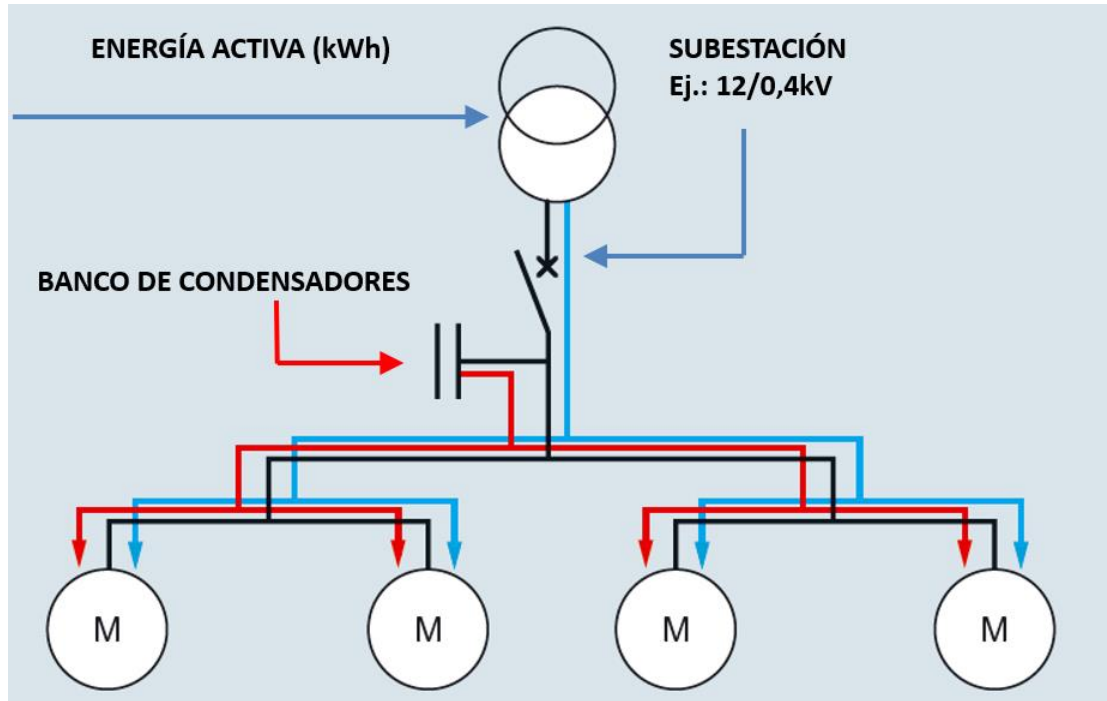 ENERGÍA ACTIVA (kWh)
SUBESTACIÓN
Ej.: 12/0,4kV
BANCO DE CONDENSADORES
M
M
M
M